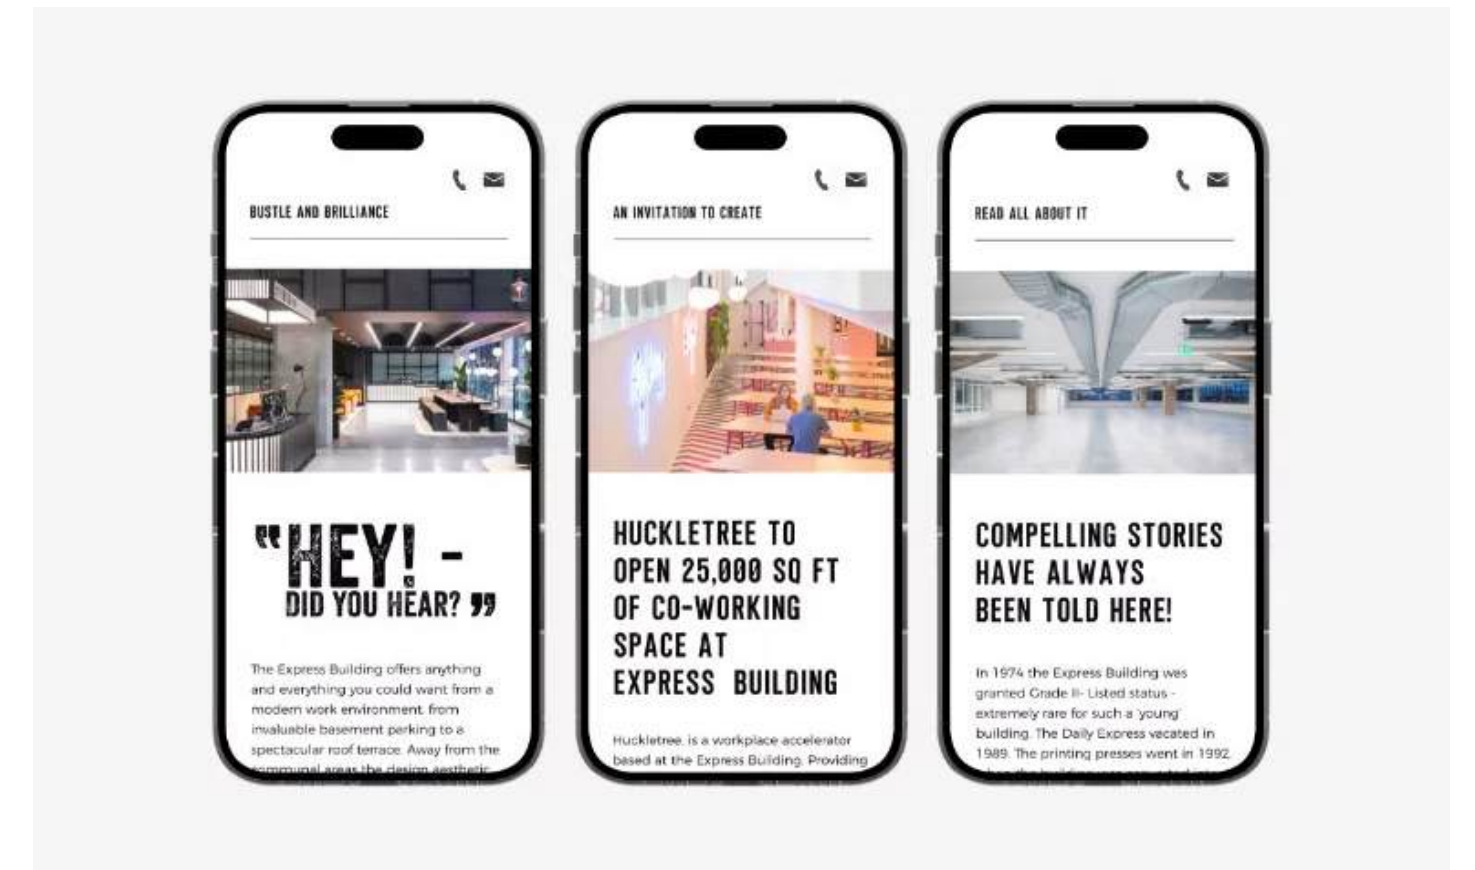 BUSTLE AND BRILLIANCE
"HEY! -
DID YOU HEAR?"
The Express Building offers anything
and everything you could want from a
modern work environment, from
invaluable basement parking to a
spectacular roof terrace. Away from the
communal areas the design aesthetic
AN INVITATION TO CREATE
HUCKLETREE TO
OPEN 25,000 SQ FT
OF CO-WORKING
SPACE AT
EXPRESS BUILDING
Huckletree, is a workplace accelerator
based at the Express Building. Providing
READ ALL ABOUT IT
COMPELLING STORIES
HAVE ALWAYS
BEEN TOLD HERE!
In 1974 the Express Building was
granted Grade II- Listed status -
extremely rare for such a 'young'
building. The Daily Express vacated in
1989. The printing presses went in 1992